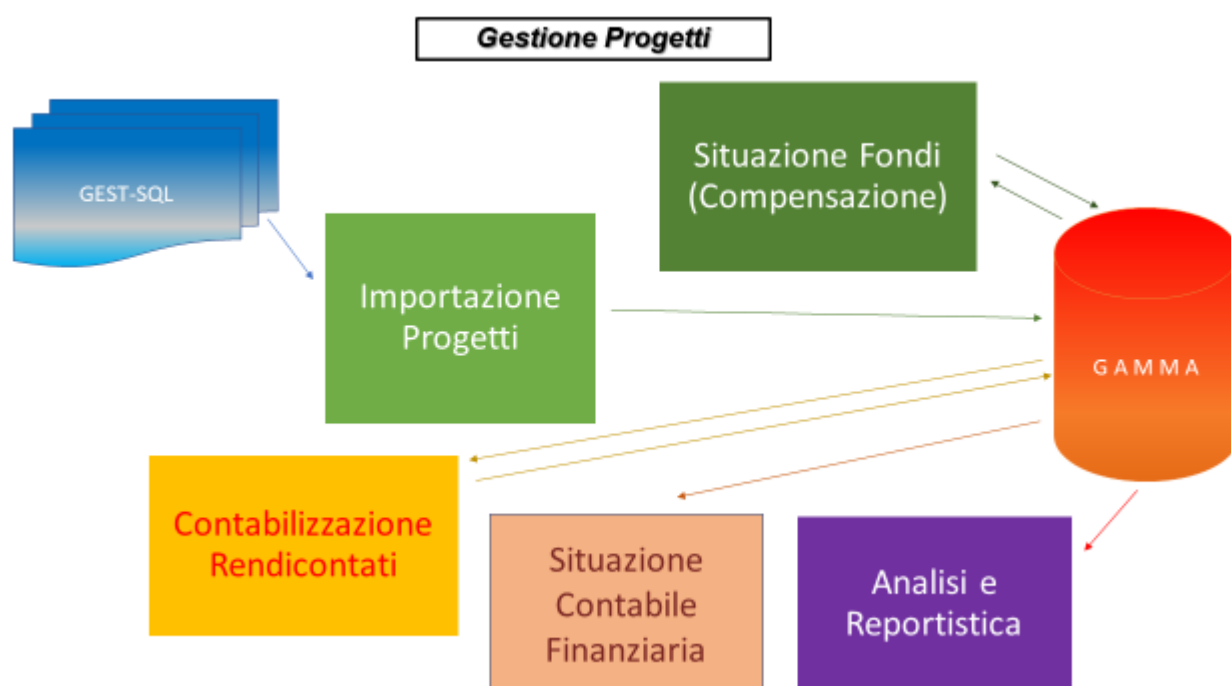 Gestione Progetti
GEST-SQL
Situazione Fondi
(Compensazione)
Importazione
Progetti
G A M M A
Contabilizzazione
Rendicontati
Situazione
Contabile
Finanziaria
Analisi e
Reportistica